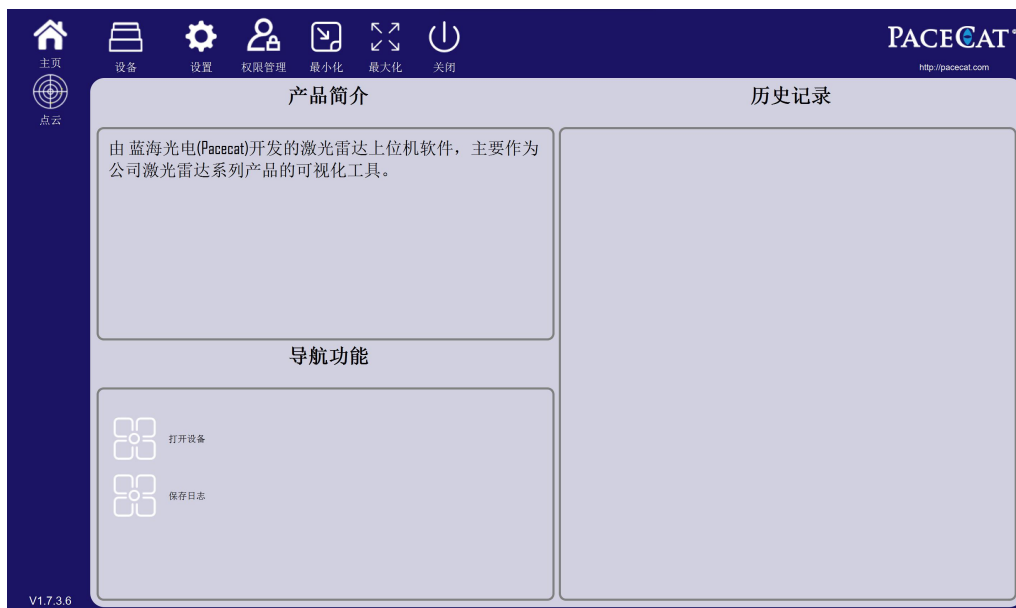 主页
设备
设置
权限管理
最小化
最大化
关闭
PACECAT
http://pacecat.com
点云
产品简介
历史记录
由 蓝海光电(Pacecat)开发的激光雷达上位机软件，主要作为
公司激光雷达系列产品的可视化工具。
导航功能
打开设备
保存日志
V1.7.3.6